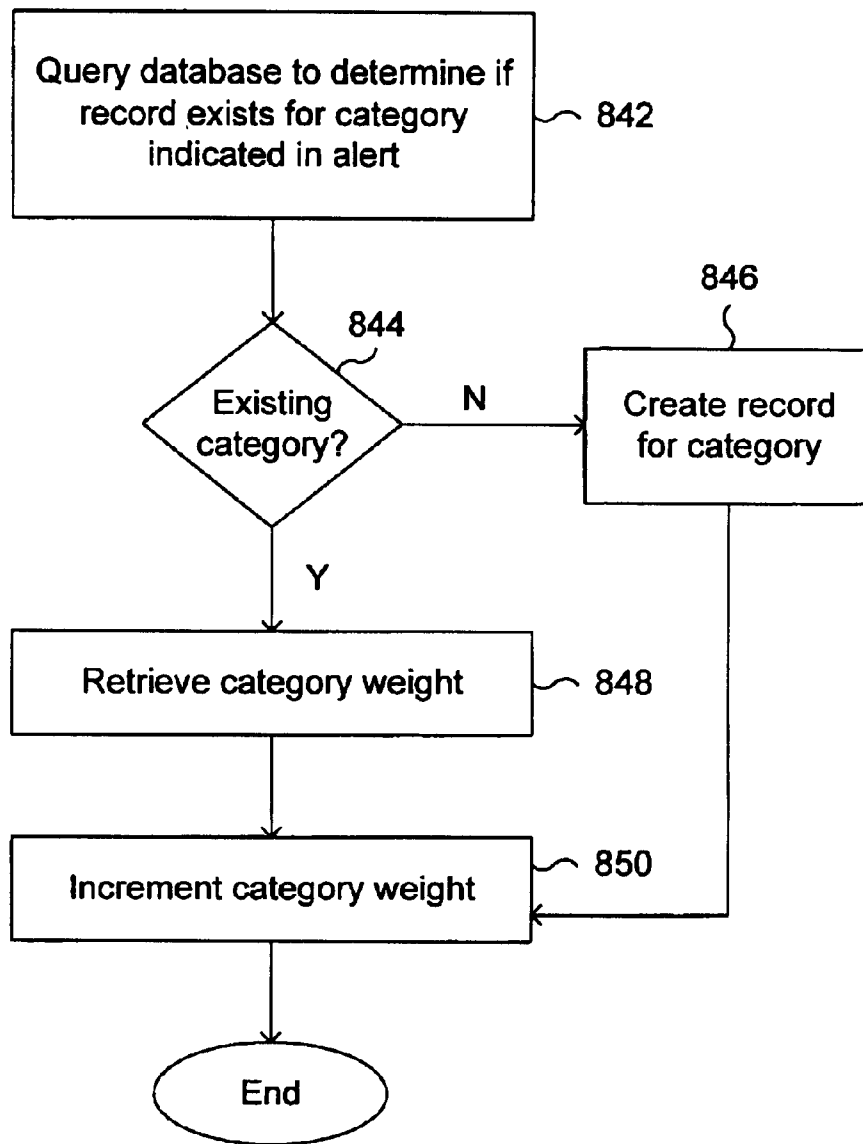 Query database to determine if
record exists for category
indicated in alert
842
844
Existing
category?
N
846
Create record
for category
Y
Retrieve category weight
848
Increment category weight
850
End